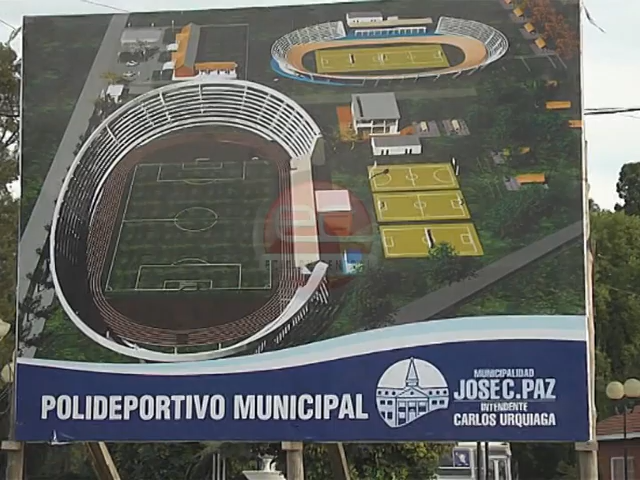 POLIDEPORTIVO MUNICIPAL
MUNICIPALIDAD
JOSE C. PAZ
INTENDENTE
CARLOS URQUIAGA